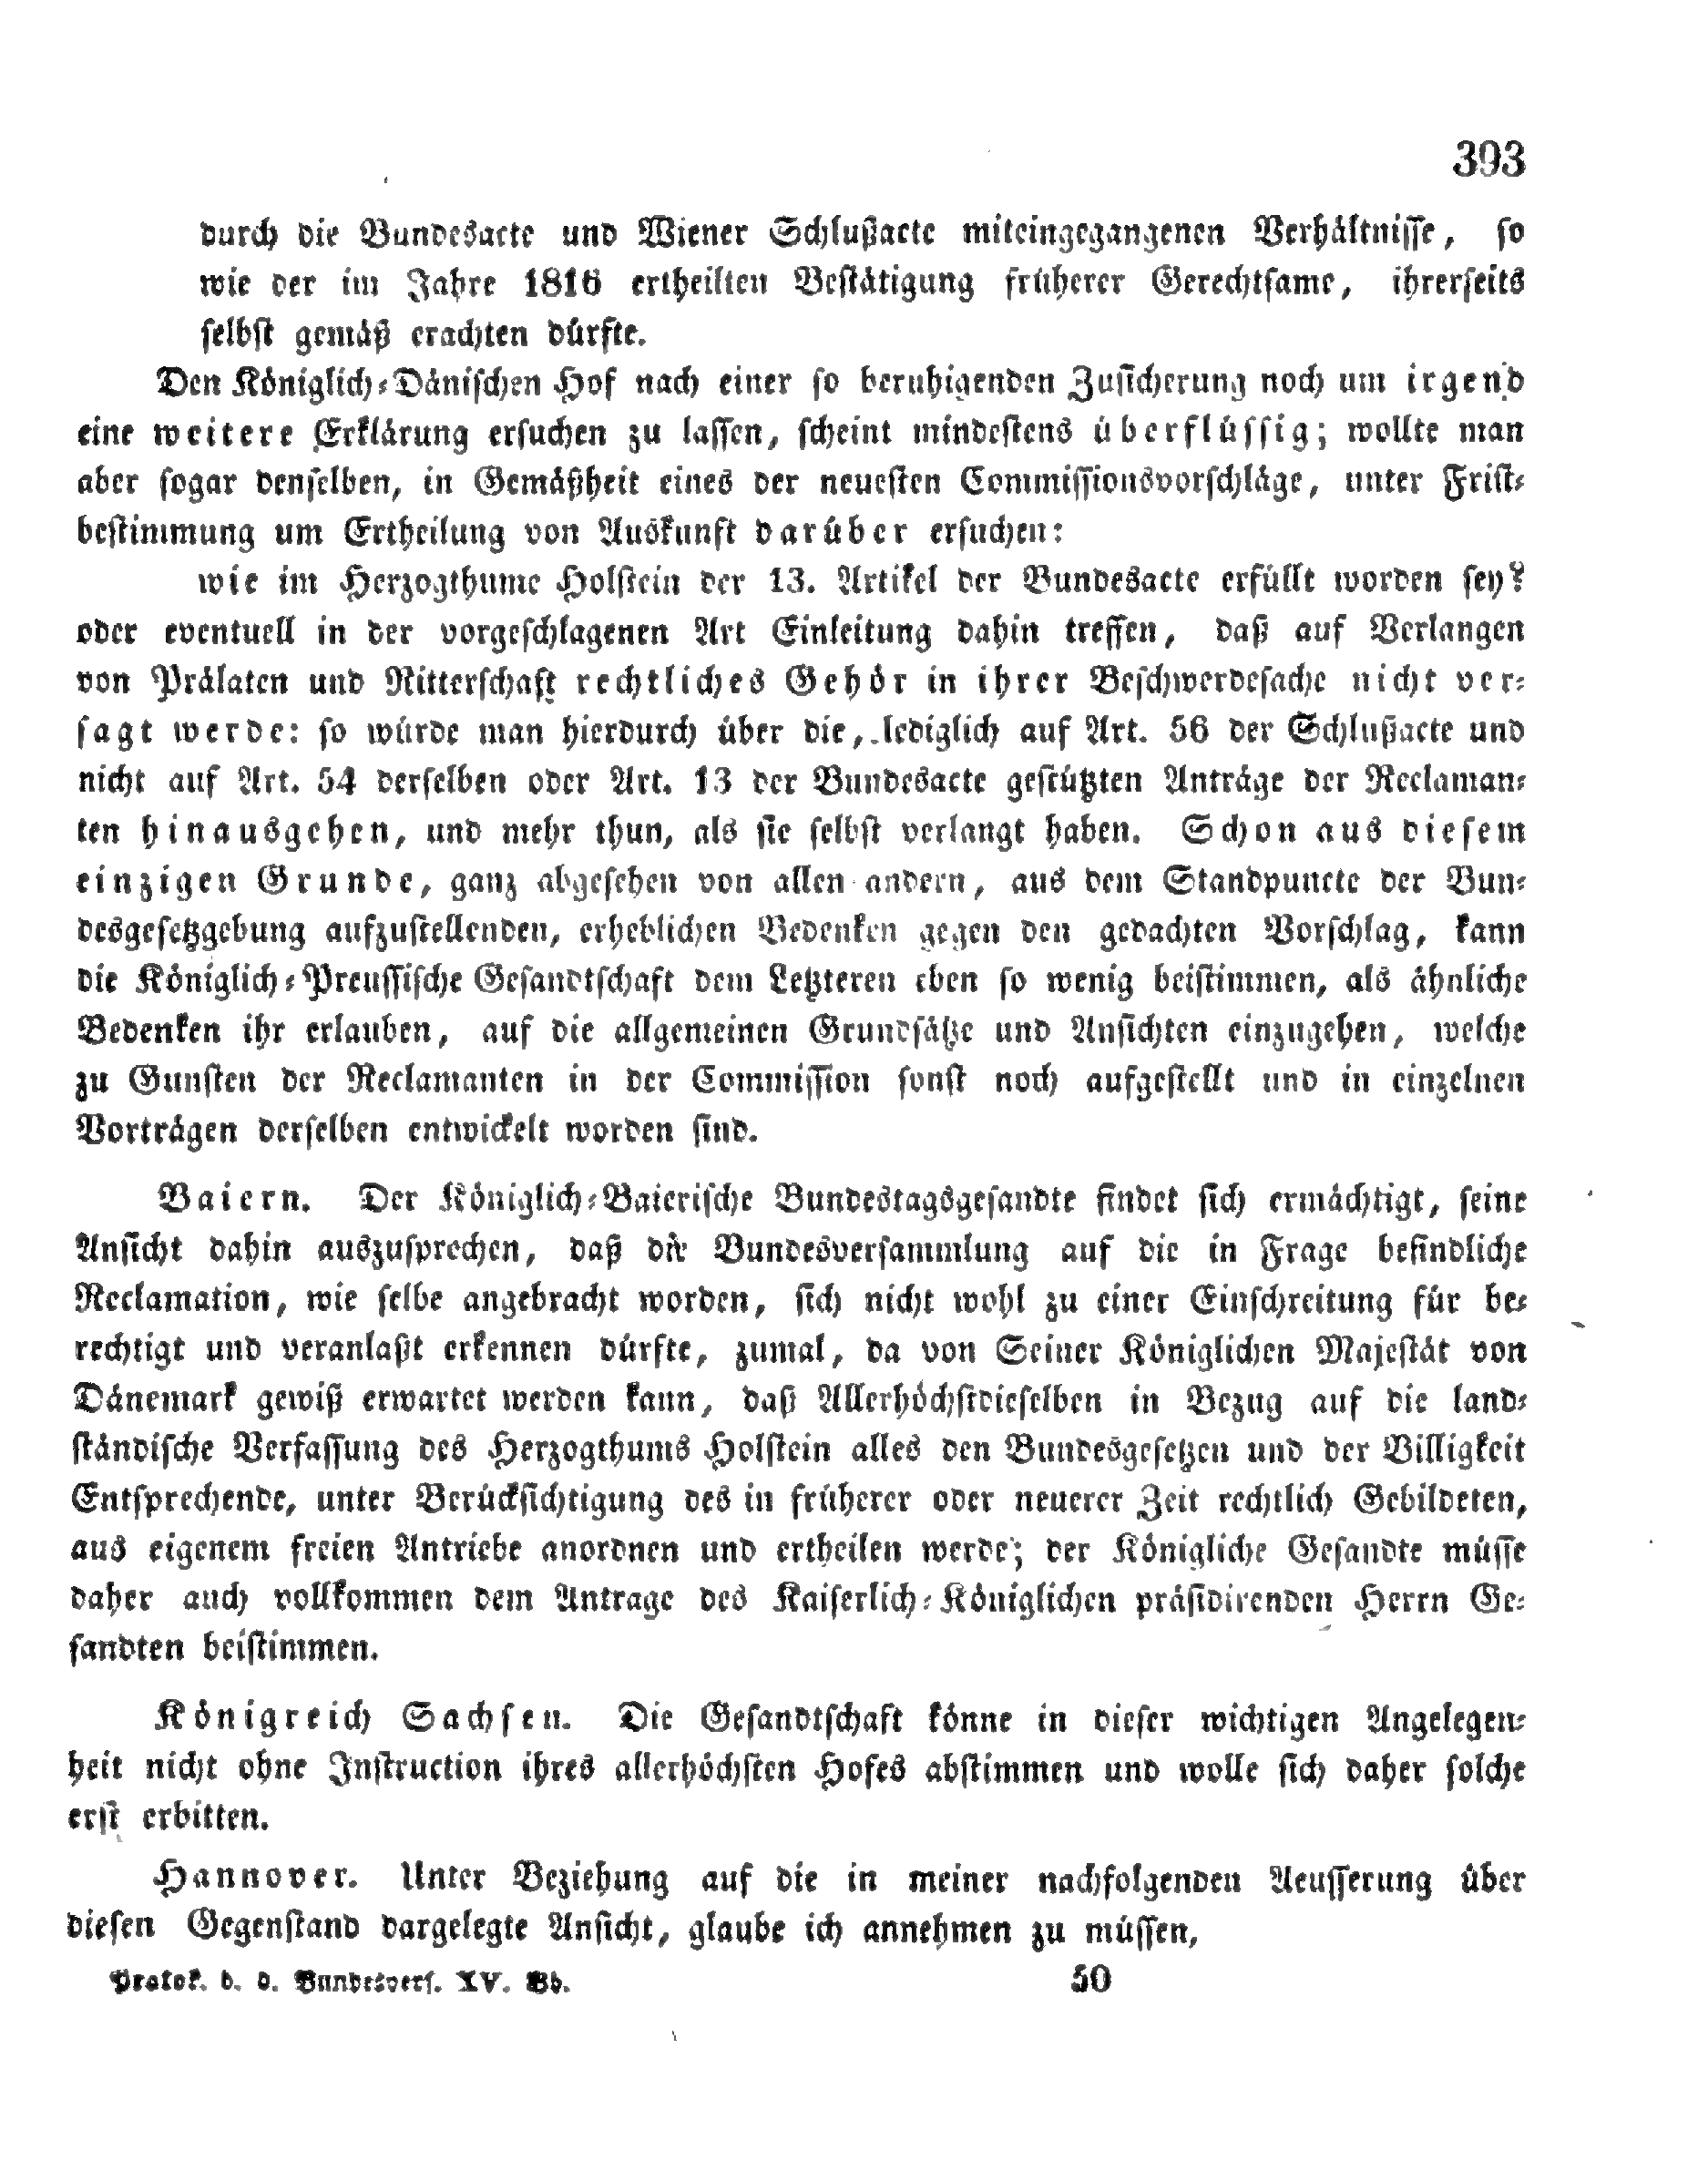 393
durch die Bundesacte und Wiener Schlußacte miteingegangenen Verhältnisse, so
wie der im Jahre 1816 ertheilten Bestätigung früherer Gerechtsame, ihrerseits
selbst gemäß erachten dürfte.
Den Königlich-Dänischen Hof nach einer so beruhigenden Zusicherung noch um irgend
eine weitere Erklärung ersuchen zu lassen, scheint mindestens überflüssig; wollte man
aber sogar denselben, in Gemäßheit eines der neuesten Commissionsvorschläge, unter Frist-
bestimmung um Ertheilung von Auskunft darüber ersuchen:
wie im Herzogthume Holstein der 13. Artikel der Bundesacte erfüllt worden sey?
oder eventuell in der vorgeschlagenen Art Einleitung dahin treffen, daß auf Verlangen
von Prälaten und Ritterschaft rechtliches Gehör in ihrer Beschwerdesache nicht ver-
sagt werde: so würde man hierdurch über die, lediglich auf Art. 56 der Schlußacte und
nicht auf Art. 54 derselben oder Art. 13 der Bundesacte gestützten Anträge der Reclaman-
ten hinausgehen, und mehr thun, als sie selbst verlangt haben. Schon aus diesem
einzigen Grunde, ganz abgesehen von allen andern, aus dem Standpuncte der Bun-
desgesetzgebung aufzustellenden, erheblichen Bedenken gegen den gedachten Vorschlag, kann
die Königlich-Preussische Gesandtschaft dem Letzteren eben so wenig beistimmen, als ähnliche
Bedenken ihr erlauben, auf die allgemeinen Grundsätze und Ansichten einzugehen, welche
zu Gunsten der Reclamanten in der Commission sonst noch aufgestellt und in einzelnen
Vorträgen derselben entwickelt worden sind.
Baiern. Der Königlich-Baierische Bundestagsgesandte findet sich ermächtigt, seine
Ansicht dahin auszusprechen, daß die Bundesversammlung auf die in Frage befindliche
Reclamation, wie selbe angebracht worden, sich nicht wohl zu einer Einschreitung für be-
rechtigt und veranlaßt erkennen dürfte, zumal, da von Seiner Königlichen Majestät von
Dänemark gewiß erwartet werden kann, daß Allerhöchstdieselben in Bezug auf die land-
ständische Verfassung des Herzogthums Holstein alles den Bundesgesetzen und der Billigkeit
Entsprechende, unter Berücksichtigung des in früherer oder neuerer Zeit rechtlich Gebildeten,
aus eigenem freien Antriebe anordnen und ertheilen werde; der Königliche Gesandte müsse
daher auch vollkommen dem Antrage des Kaiserlich-Königlichen präsidirenden Herrn Ge-
sandten beistimmen.
Königreich Sachsen. Die Gesandtschaft könne in dieser wichtigen Angelegen-
heit nicht ohne Instruction ihres allerhöchsten Hofes abstimmen und wolle sich daher solche
erst erbitten.
Hannover. Unter Beziehung auf die in meiner nachfolgenden Aeusserung über
diesen Gegenstand dargelegte Ansicht, glaube ich annehmen zu müssen,
Protok. d. d. Bundesvers. XV. Bd. 50